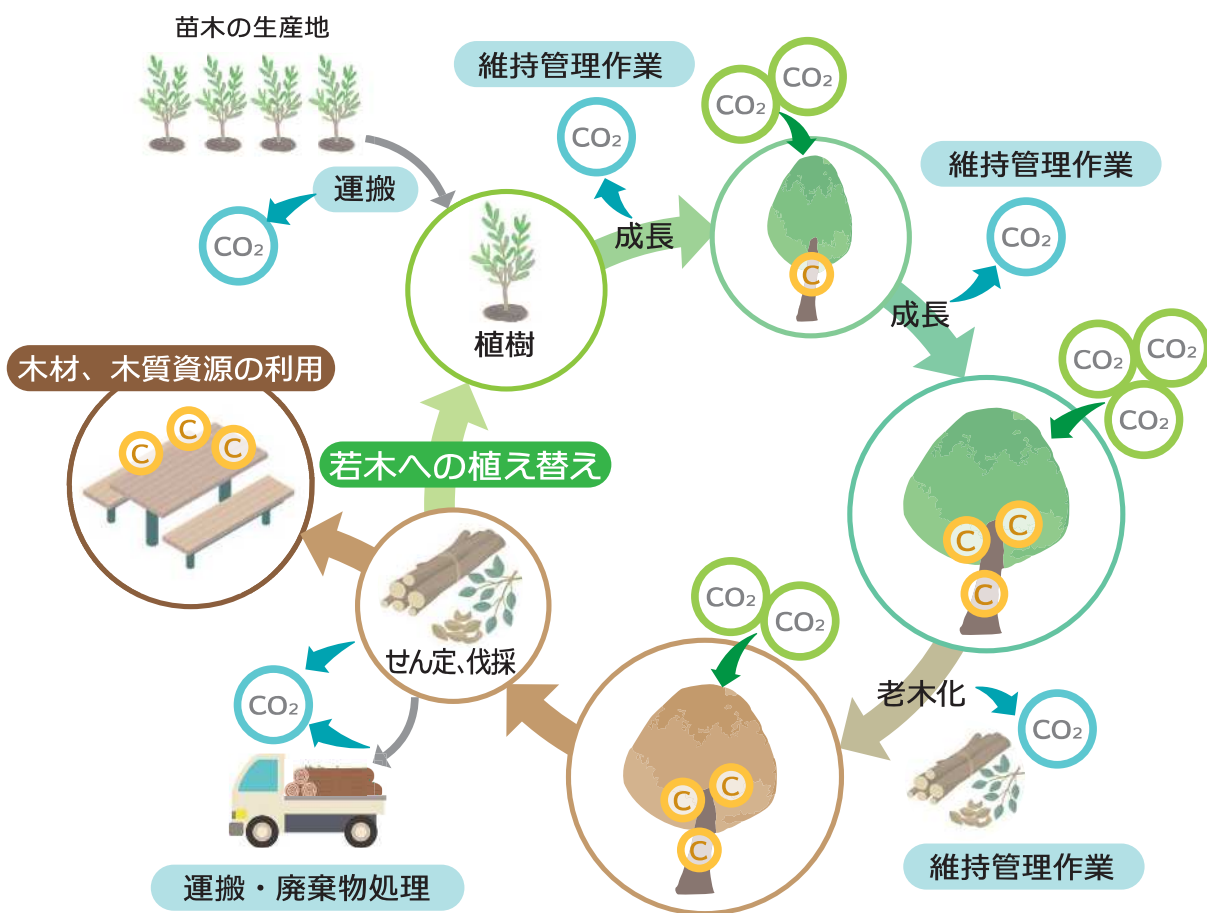 苗木の生産地
運搬
CO₂
植樹
維持管理作業
CO₂
成長
CO₂
CO₂
C
維持管理作業
CO₂
成長
CO₂
CO₂
CO₂
C
C
C
老木化
CO₂
維持管理作業
CO₂
CO₂
C
C
C
せん定、伐採
CO₂
運搬・廃棄物処理
若木への植え替え
木材、木質資源の利用
C
C
C